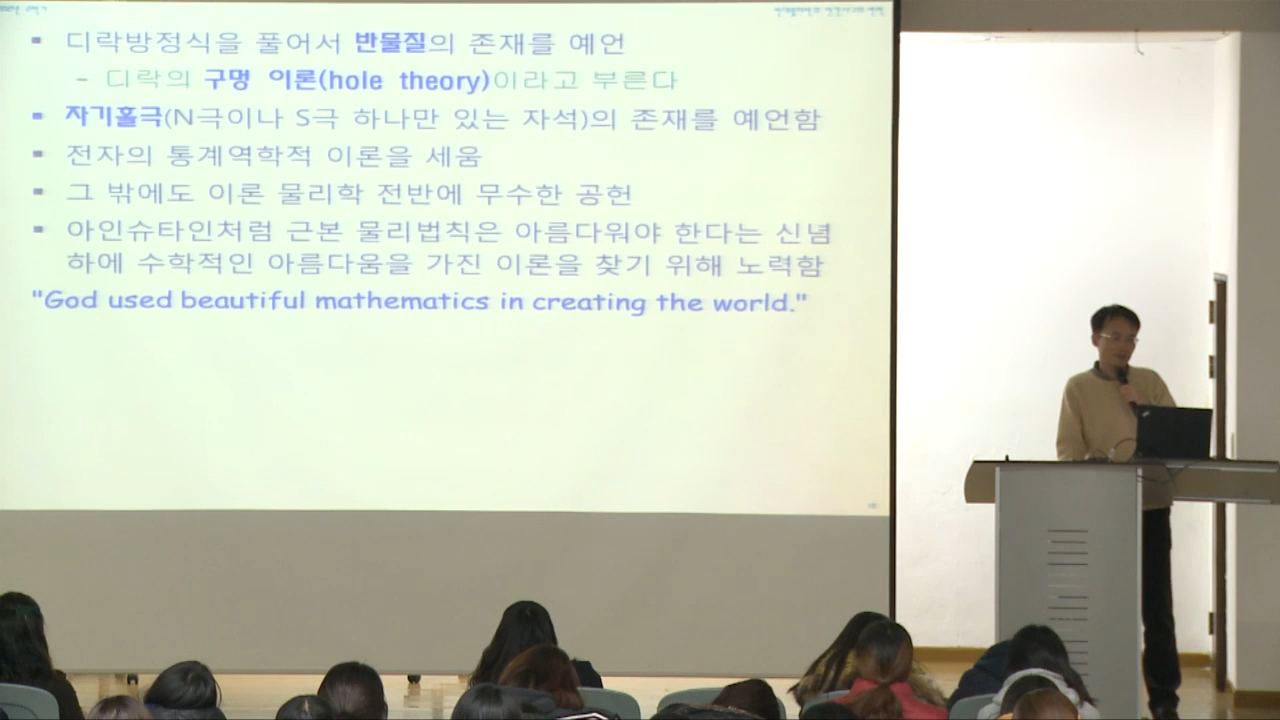 디락방정식을 풀어서 반물질의 존재를 예언
– 디락의 구멍 이론(hole theory)이라고 부른다
자기홀극(N극이나 S극 하나만 있는 자석)의 존재를 예언함
전자의 통계역학적 이론을 세움
그 밖에도 이론 물리학 전반에 무수한 공헌
아인슈타인처럼 근본 물리법칙은 아름다워야 한다는 신념
하에 수학적인 아름다움을 가진 이론을 찾기 위해 노력함
"God used beautiful mathematics in creating the world."